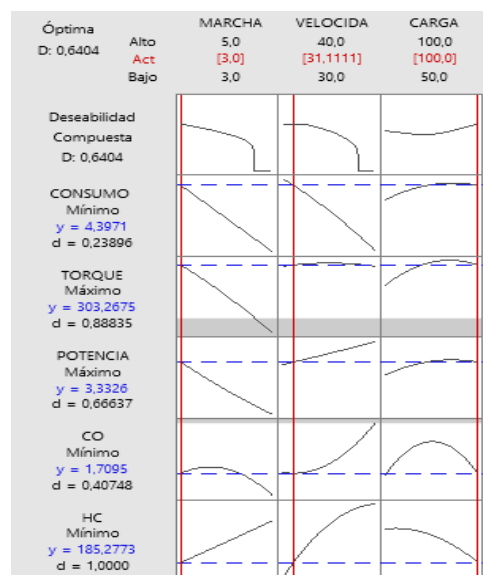 Óptima
D: 0,6404
MARCHA VELOCIDA CARGA
Alto 5,0 40,0 100,0
Act [3,0] [31,1111] [100,0]
Bajo 3,0 30,0 50,0
Deseabilidad
Compuesta
D: 0,6404
CONSUMO
Mínimo
y = 4,3971
d = 0,23896
TORQUE
Máximo
y = 303,2675
d = 0,88835
POTENCIA
Máximo
y = 3,3326
d = 0,66637
CO
Mínimo
y = 1,7095
d = 0,40748
HC
Mínimo
y = 185,2773
d = 1,0000